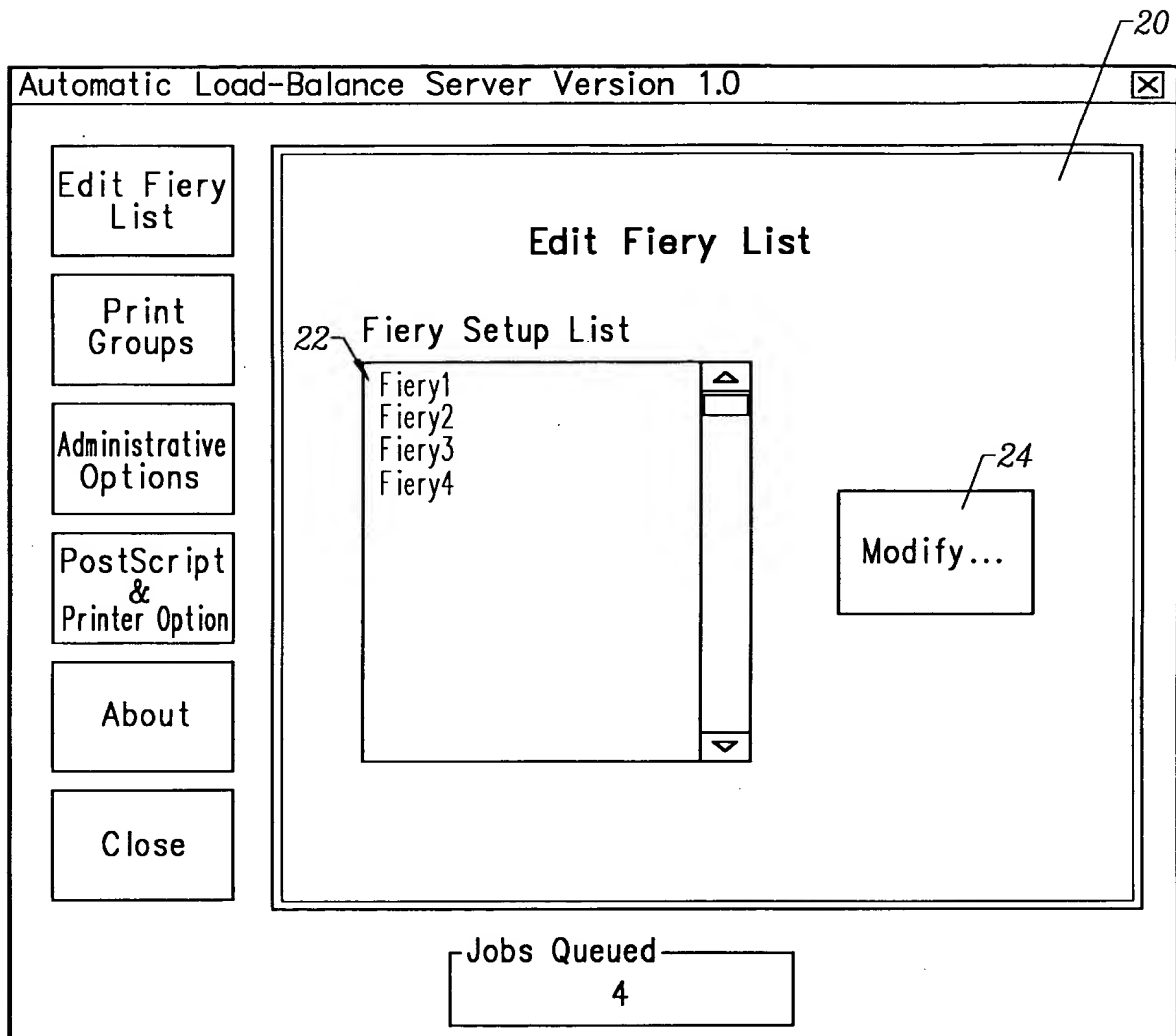 20
Automatic Load-Balance Server Version 1.0
Edit Fiery
List
Print
Groups
Administrative
Options
PostScript
&
Printer Option
About
Close
Edit Fiery List
22
Fiery Setup List
Fiery1
Fiery2
Fiery3
Fiery4
24
Modify...
Jobs Queued
4